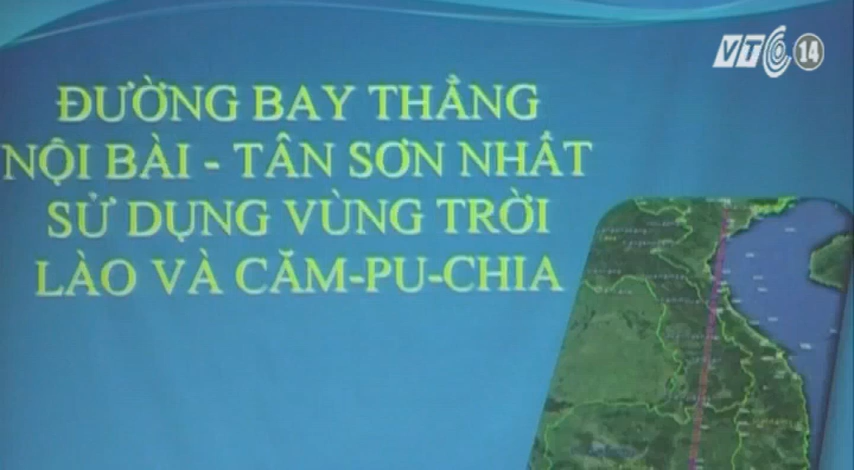 VTC 14
ĐƯỜNG BAY THẲNG
NỘI BÀI - TÂN SƠN NHẤT
SỬ DỤNG VÙNG TRỜI
LÀO VÀ CĂM-PU-CHIA